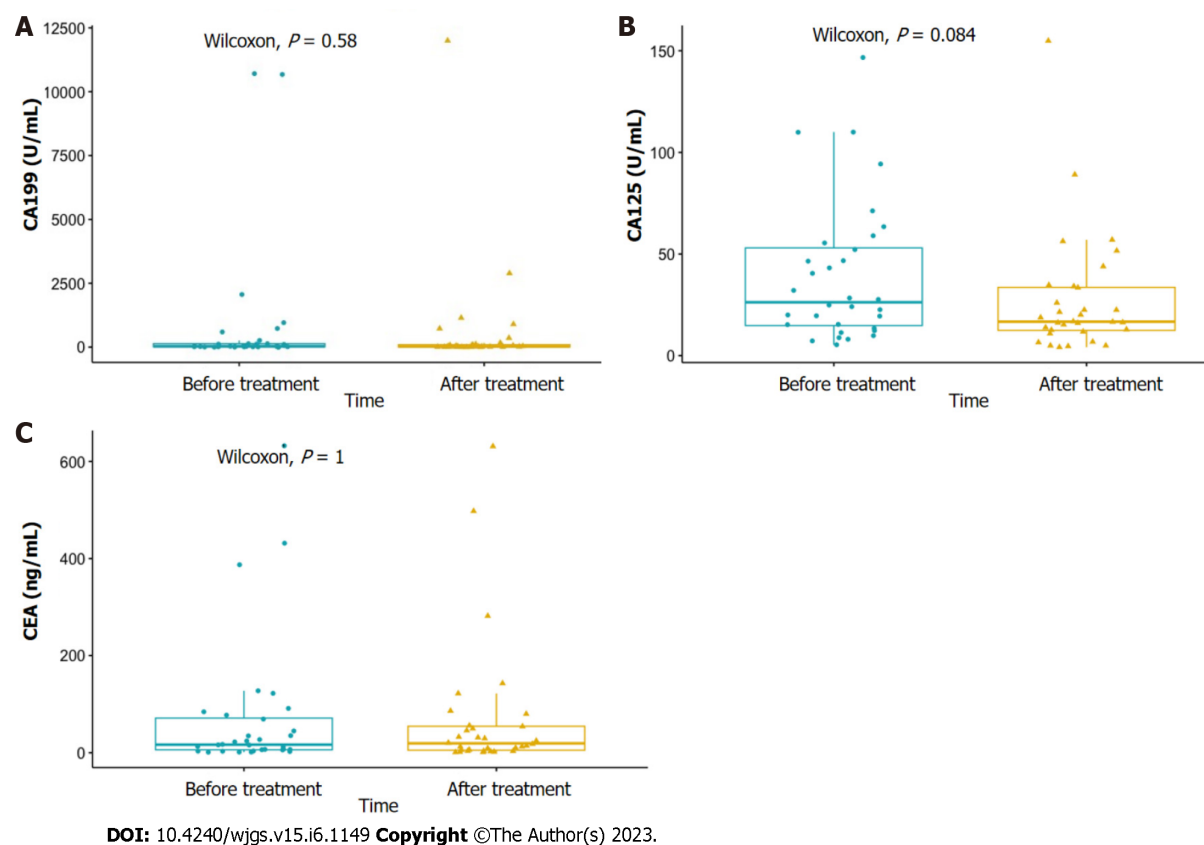 A
Wilcoxon, P = 0.58
CA199 (U/mL)
12500
10000
7500
5000
2500
0
Before treatment
After treatment
Time
B
Wilcoxon, P = 0.084
CA125 (U/mL)
150
100
50
0
Before treatment
After treatment
Time
C
Wilcoxon, P = 1
CEA (ng/mL)
600
400
200
0
Before treatment
After treatment
Time
DOI: 10.4240/wjgs.v15.i6.1149 Copyright ©The Author(s) 2023.